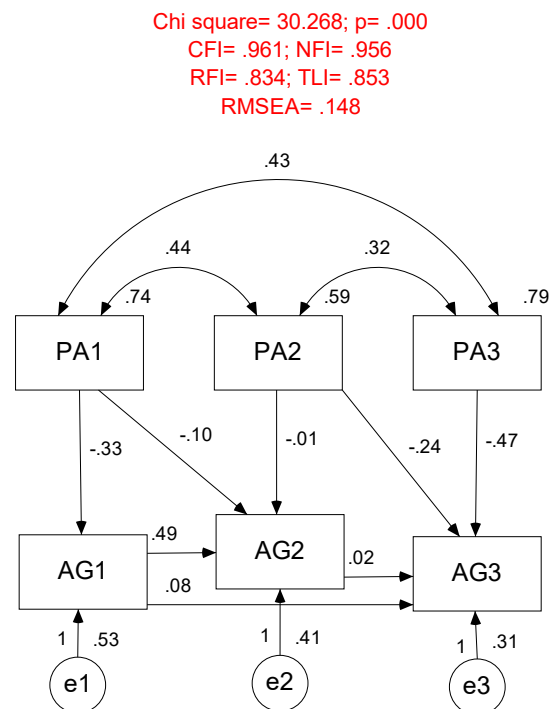 Chi square= 30.268; p= .000
CFI= .961; NFI= .956
RFI= .834; TLI= .853
RMSEA= .148
.43
.44 .32
.74 .59 .79
PA1 PA2 PA3
-.33 -.10 -.01 -.24 -.47
AG1 .49 AG2 .02 AG3
.08
1 .53 1 .41 1 .31
e1 e2 e3